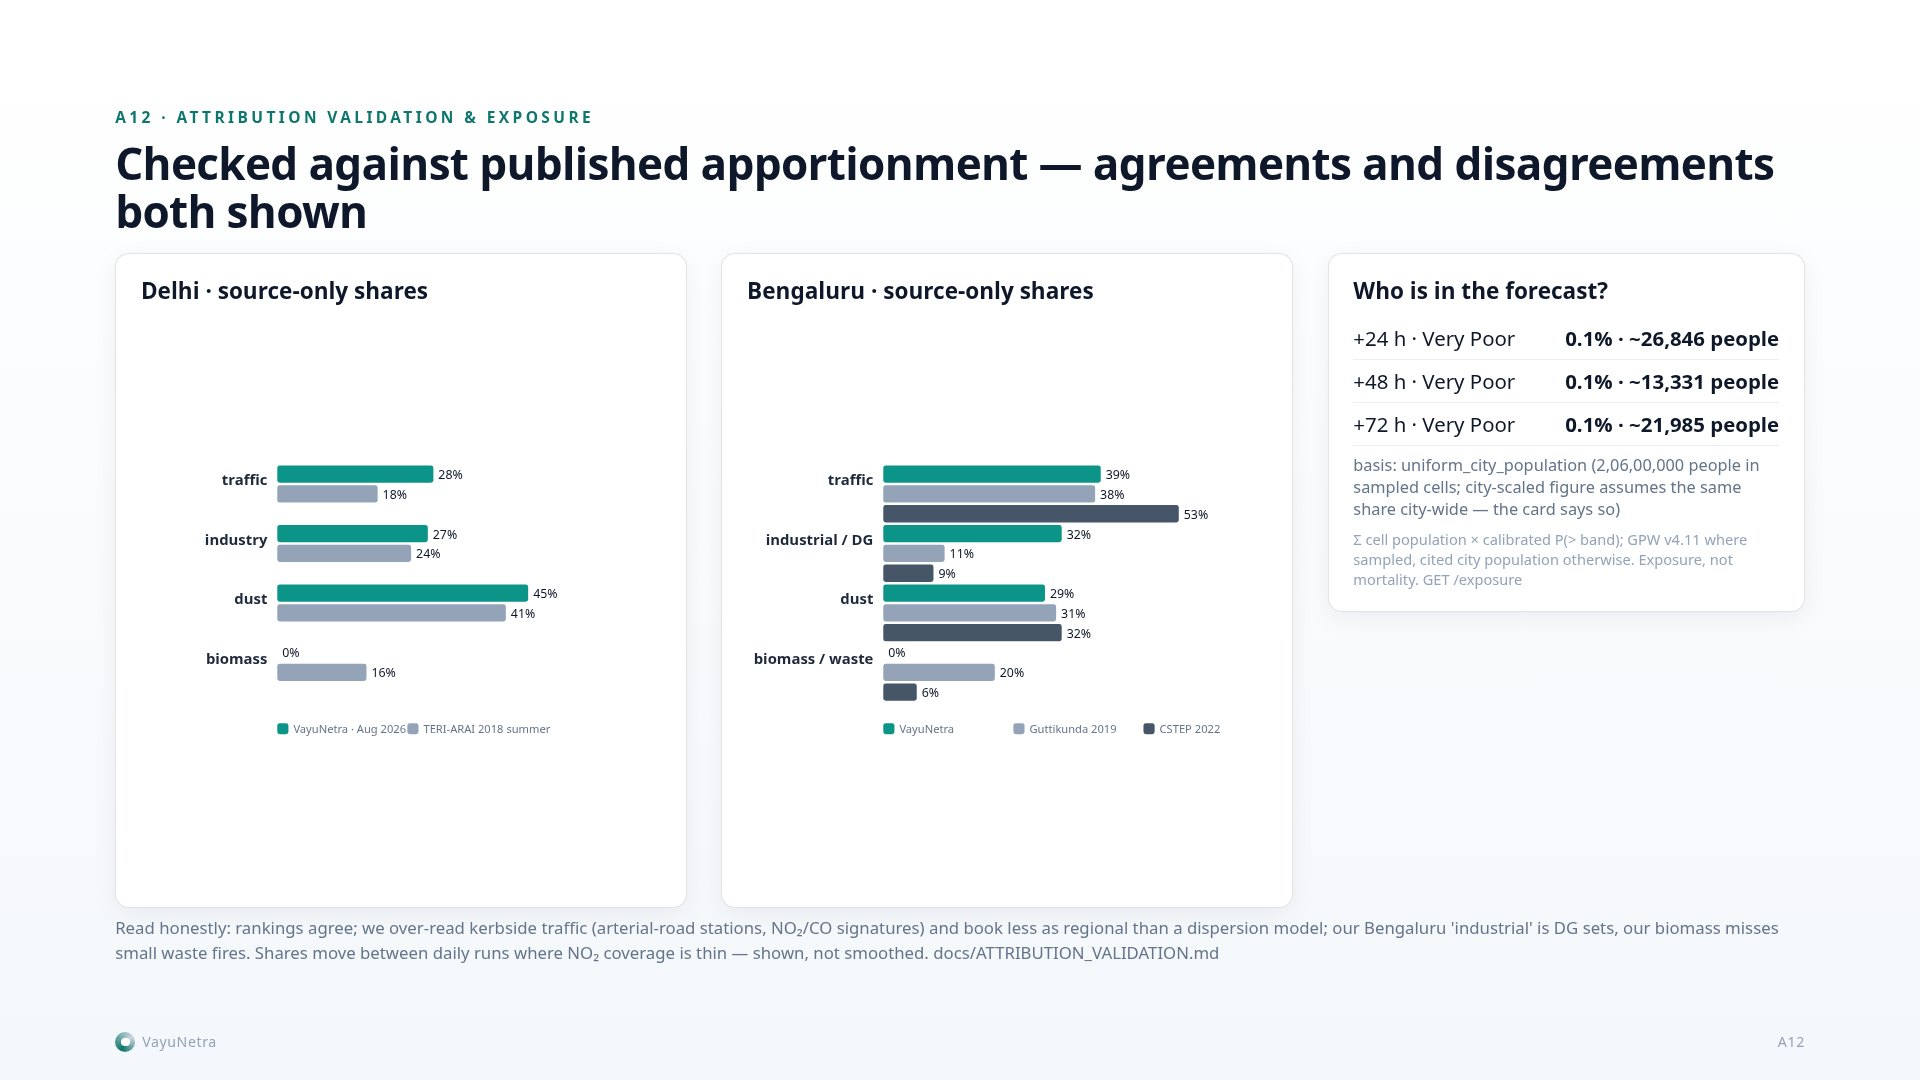 A12 · ATTRIBUTION VALIDATION & EXPOSURE
Checked against published apportionment — agreements and disagreements
both shown
Delhi · source-only shares
traffic
28%
18%
industry
27%
24%
dust
45%
41%
biomass
0%
16%
VayuNetra · Aug 2026
TERI-ARAI 2018 summer
Bengaluru · source-only shares
traffic
39%
38%
53%
industrial / DG
32%
11%
9%
dust
29%
31%
32%
biomass / waste
0%
20%
6%
VayuNetra
Guttikunda 2019
CSTEP 2022
Who is in the forecast?
+24 h · Very Poor 0.1% · ~26,846 people
+48 h · Very Poor 0.1% · ~13,331 people
+72 h · Very Poor 0.1% · ~21,985 people
basis: uniform_city_population (2,06,00,000 people in
sampled cells; city-scaled figure assumes the same
share city-wide — the card says so)
Σ cell population × calibrated P(> band); GPW v4.11 where
sampled, cited city population otherwise. Exposure, not
mortality. GET /exposure
Read honestly: rankings agree; we over-read kerbside traffic (arterial-road stations, NO₂/CO signatures) and book less as regional than a dispersion model; our Bengaluru 'industrial' is DG sets, our biomass misses
small waste fires. Shares move between daily runs where NO₂ coverage is thin — shown, not smoothed. docs/ATTRIBUTION_VALIDATION.md
VayuNetra
A12